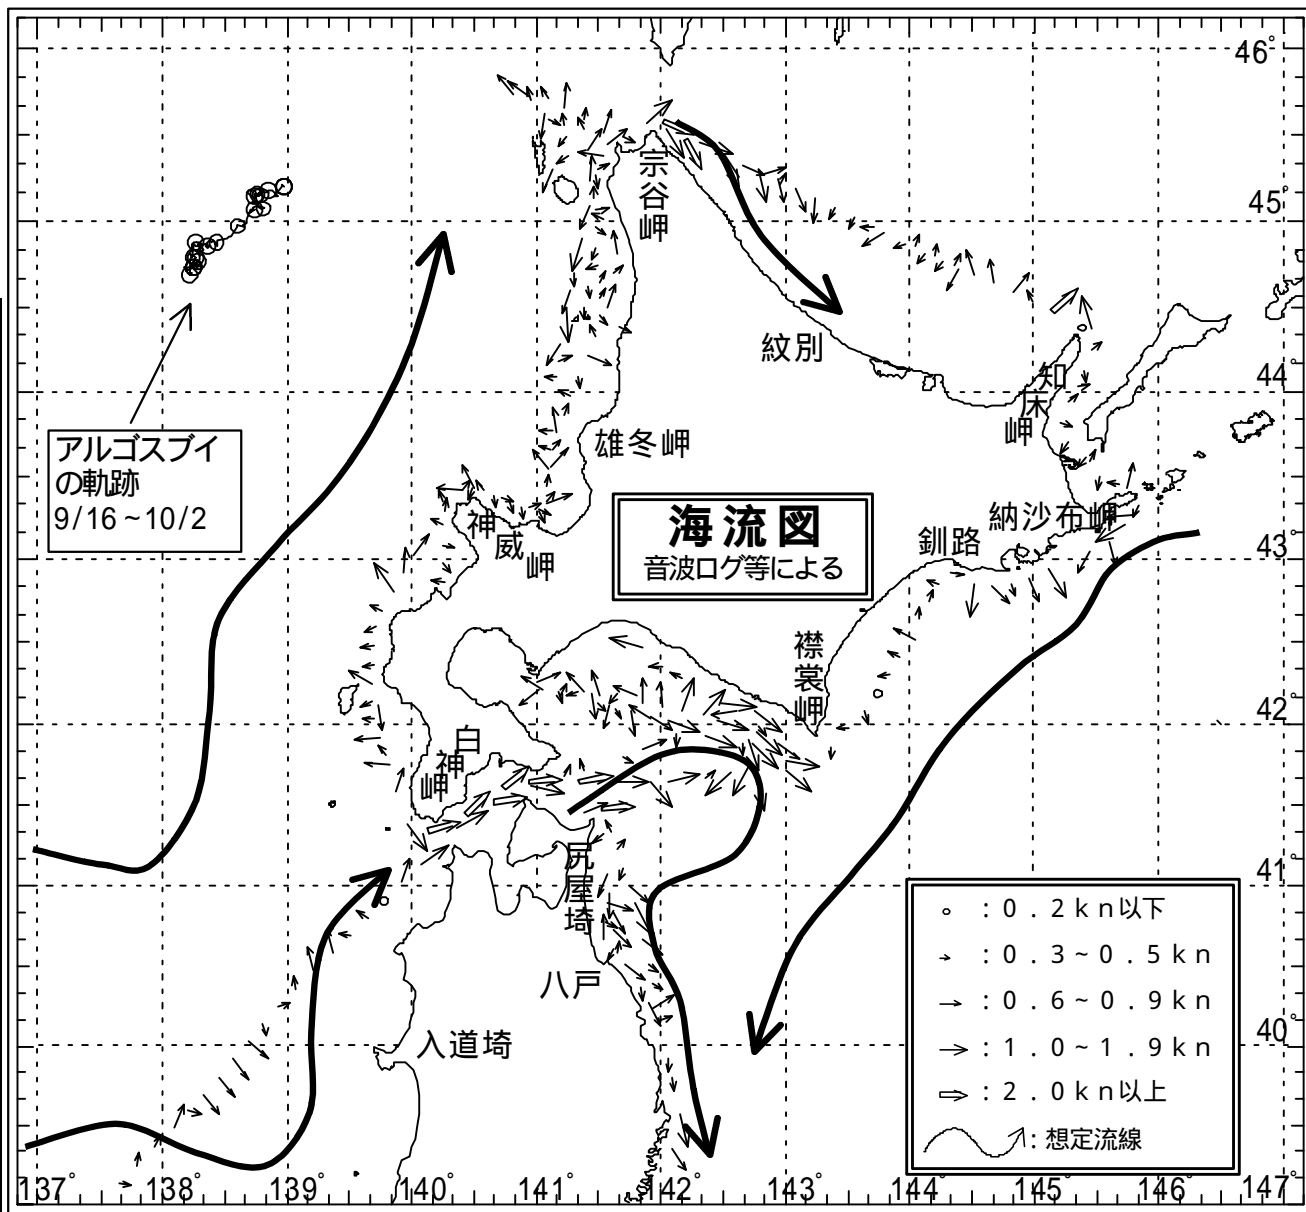 46°
45°
44°
43°
42°
41°
40°
宗谷岬
紋別
知床岬
雄冬岬
アルゴスブイ
の軌跡
9/16~10/2
海流図
音波ログ等による
納沙布岬
釧路
神威岬
襟裳岬
白神岬
尻屋埼
八戸
入道埼
:0.2kn以下
:0.3~0.5kn
:0.6~0.9kn
:1.0~1.9kn
:2.0kn以上
:想定流線
137° 138° 139° 140° 141° 142° 143° 144° 145° 146° 147°